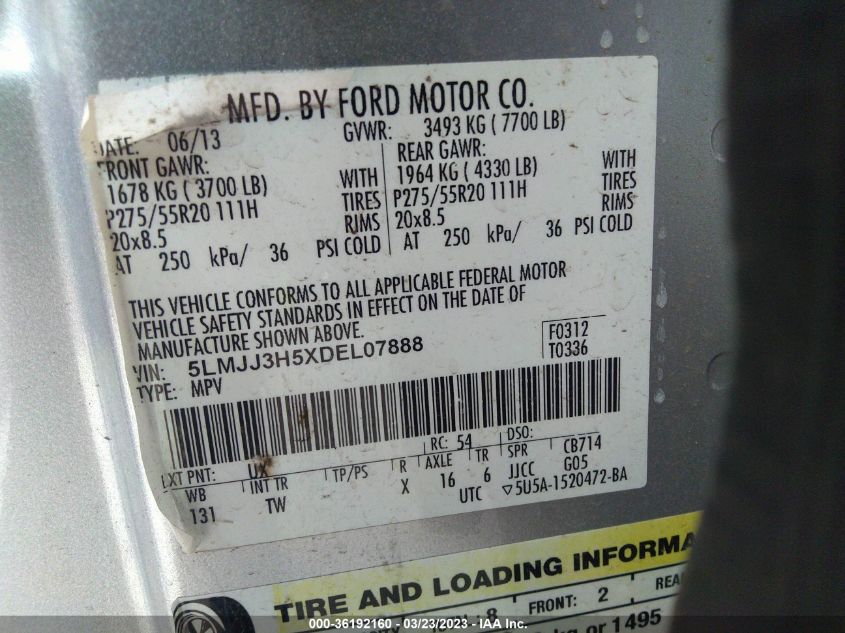 MFD. BY FORD MOTOR CO.
DATE: 06/13 GVWR: 3493 KG ( 7700 LB)
FRONT GAWR: REAR GAWR:
1678 KG ( 3700 LB) WITH 1964 KG ( 4330 LB) WITH
P275/55R20 111H TIRES P275/55R20 111H TIRES
20x8.5 RIMS 20x8.5 RIMS
AT 250 kPa/ 36 PSI COLD AT 250 kPa/ 36 PSI COLD
THIS VEHICLE CONFORMS TO ALL APPLICABLE FEDERAL MOTOR
VEHICLE SAFETY STANDARDS IN EFFECT ON THE DATE OF
MANUFACTURE SHOWN ABOVE.
F0312
VIN: 5LMJJ3H5XDEL07888
T0336
TYPE: MPV
EXT PNT: UX RC: 54 DSO:
WB INT TR TP/PS R AXLE TR SPR CB714
131 TW X 16 6 JJCC G05
UTC ▽5U5A-1520472-BA
TIRE AND LOADING INFORMA
8 FRONT: 2 REA
kg or 1495
000-36192160 - 03/23/2023 - IAA Inc.